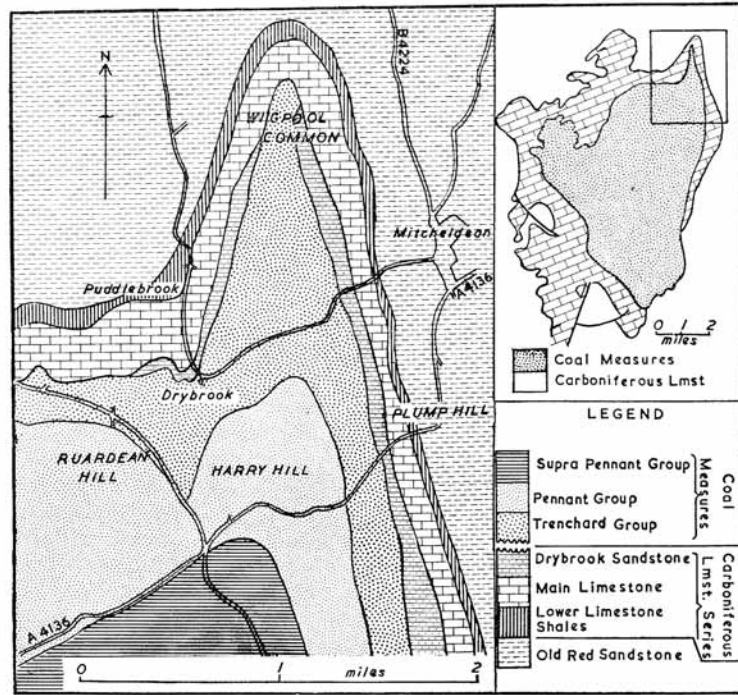 N
B 4224
WIGPOOL
COMMON
Mitcheldean
Puddlebrook
A 4136
Drybrook
PLUMP HILL
RUARDEAN
HILL
HARRY HILL
A 4136
0 1 2
miles
0 1 2
miles
Coal Measures
Carboniferous Lmst
LEGEND
Supra Pennant Group
Pennant Group
Trenchard Group
Coal
Measures
Drybrook Sandstone
Main Limestone
Lower Limestone
Shales
Carboniferous
Lmst. Series
Old Red Sandstone